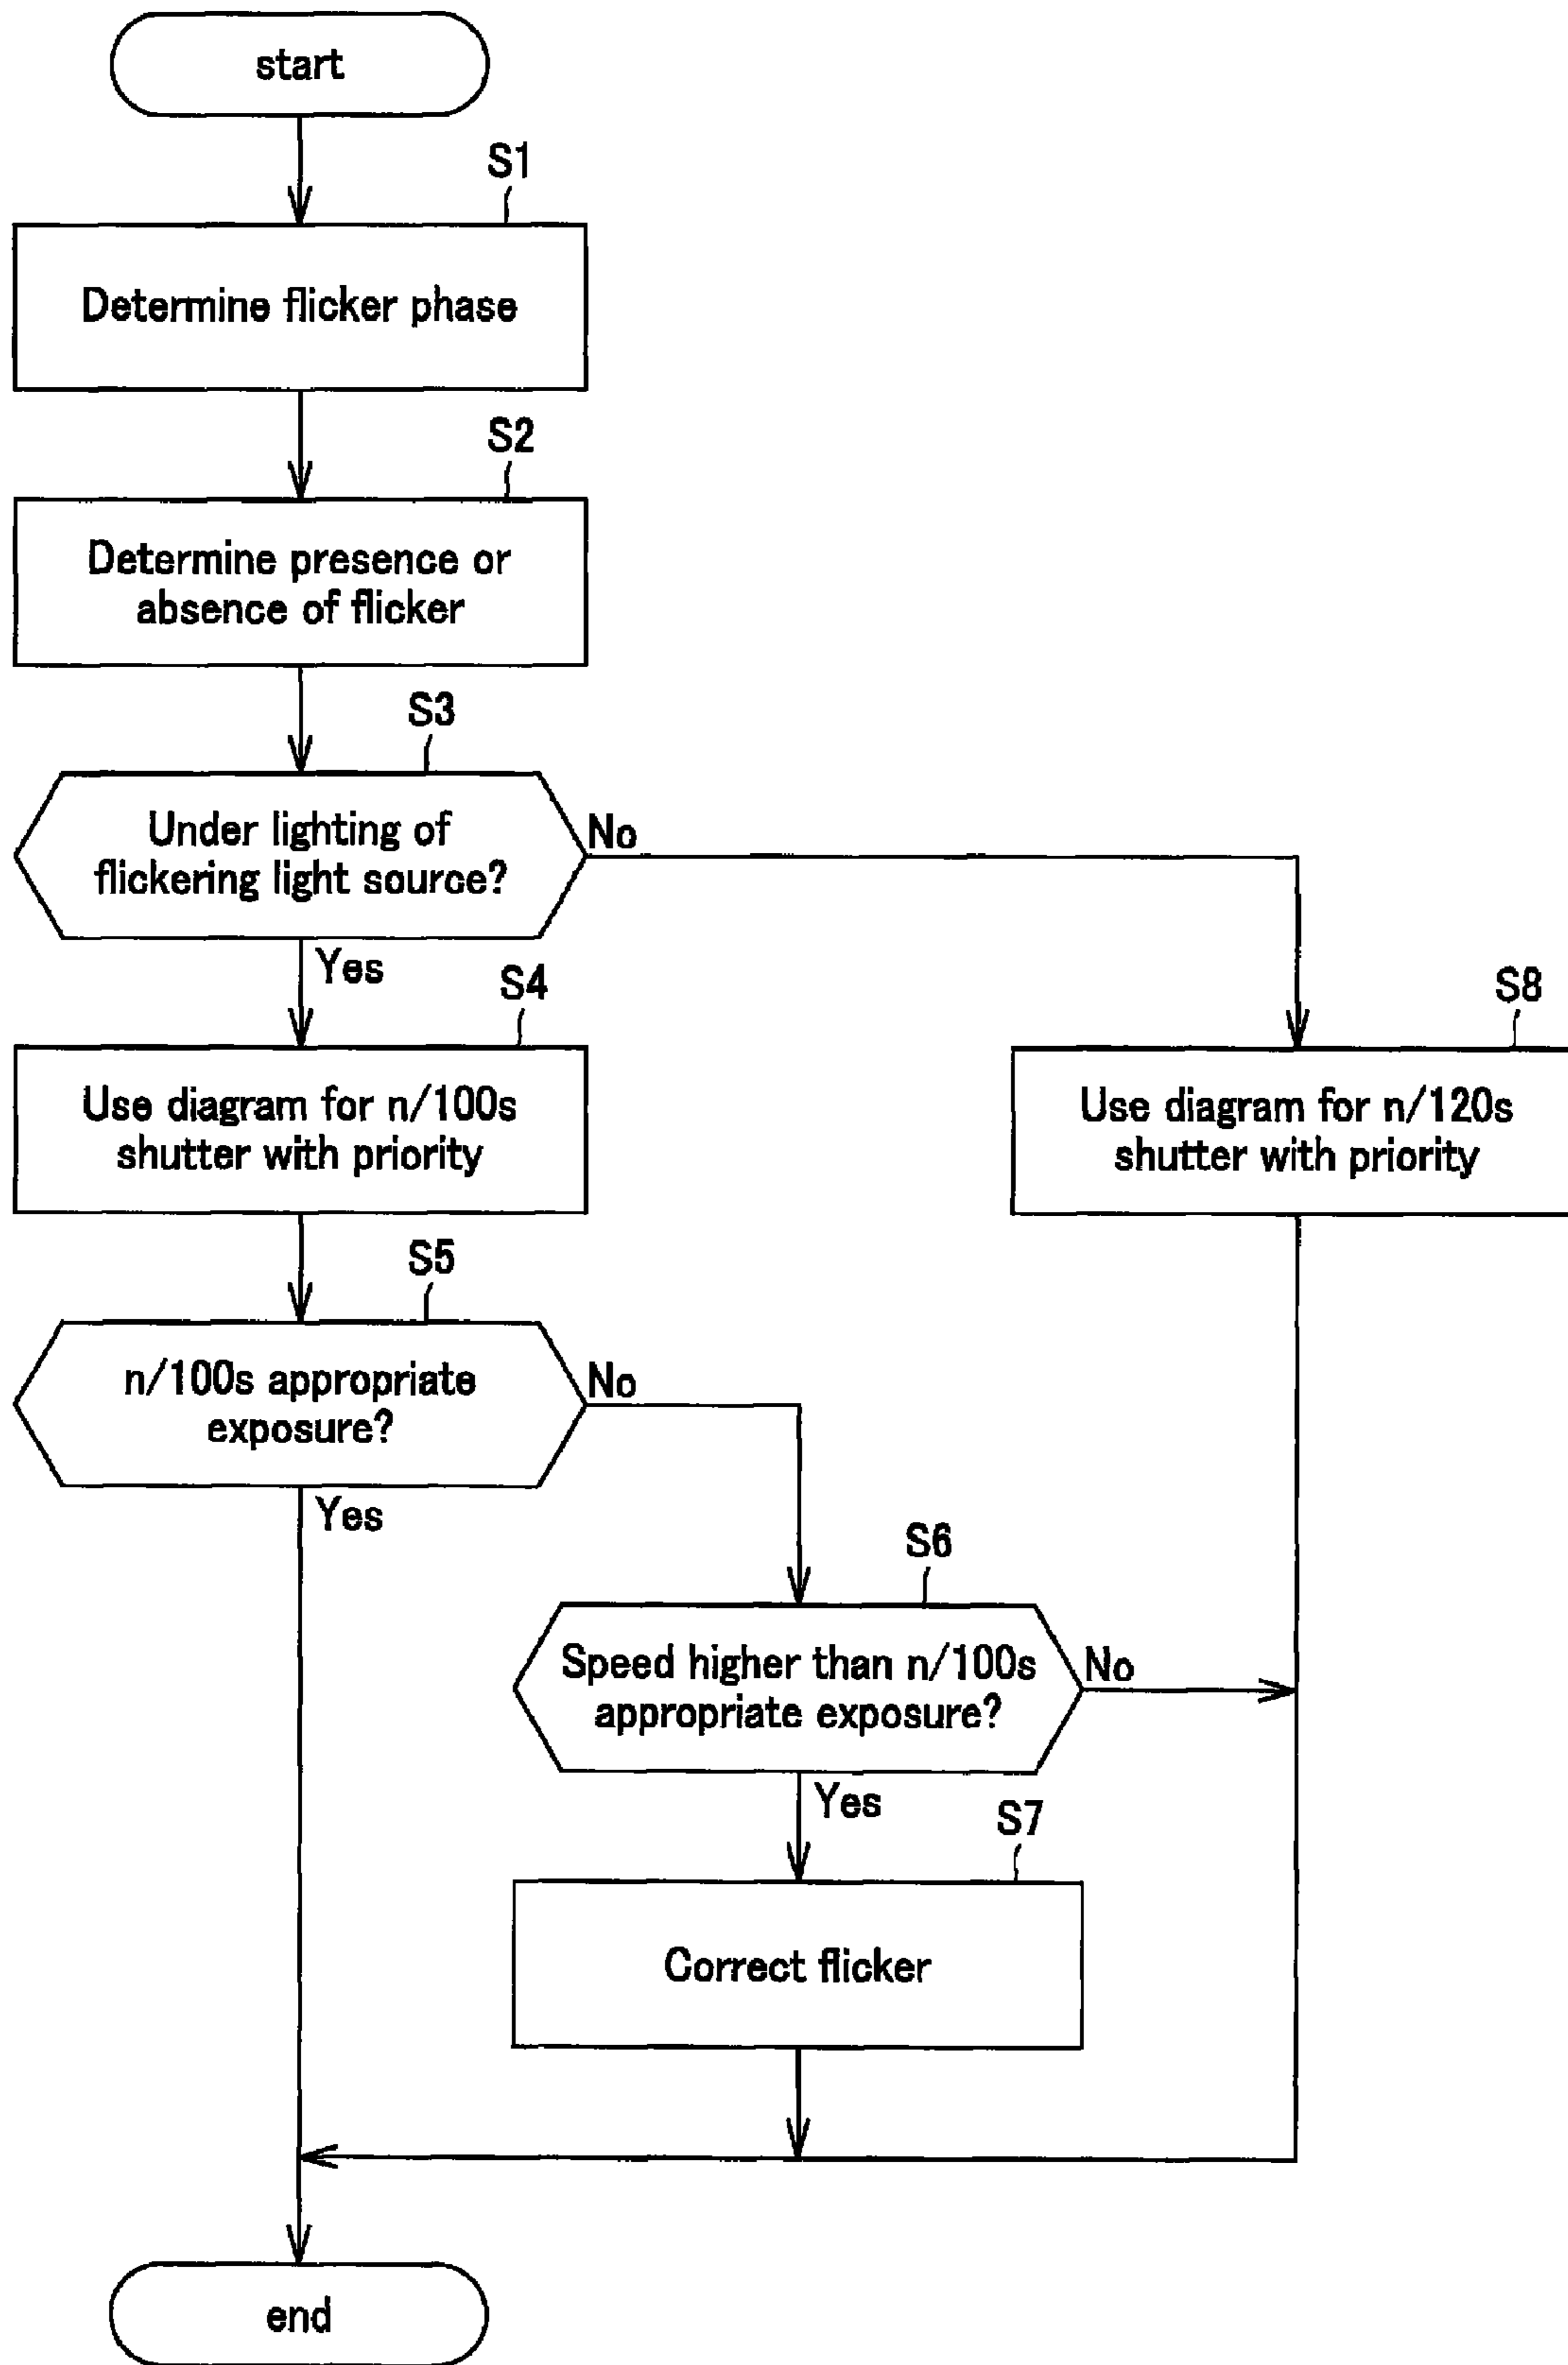 start
S1
Determine flicker phase
S2
Determine presence or
absence of flicker
S3
Under lighting of
flickering light source?
No
Yes
S4
Use diagram for n/100s
shutter with priority
S8
Use diagram for n/120s
shutter with priority
S5
n/100s appropriate
exposure?
No
Yes
S6
Speed higher than n/100s
appropriate exposure?
No
Yes
S7
Correct flicker
end